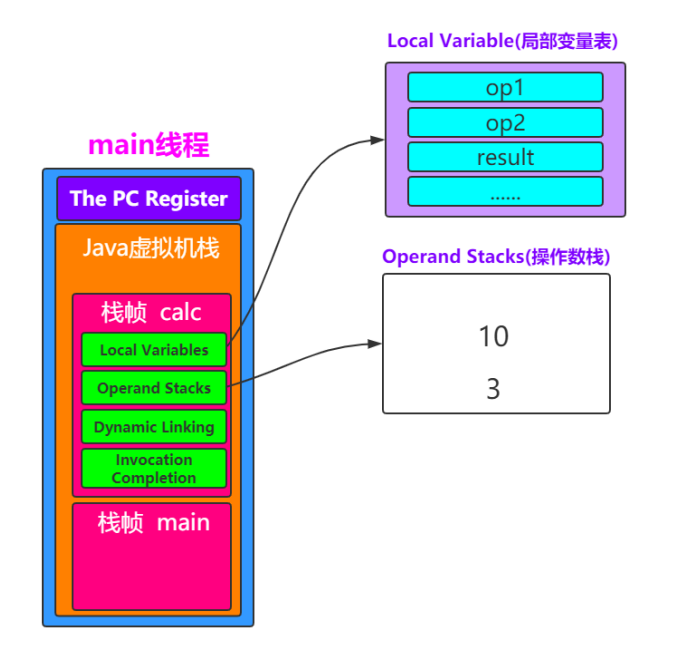 Local Variable(局部变量表)
op1
op2
result
......
main线程
The PC Register
Java虚拟机栈
栈帧 calc
Local Variables
Operand Stacks
Dynamic Linking
Invocation
Completion
栈帧 main
Operand Stacks(操作数栈)
10
3